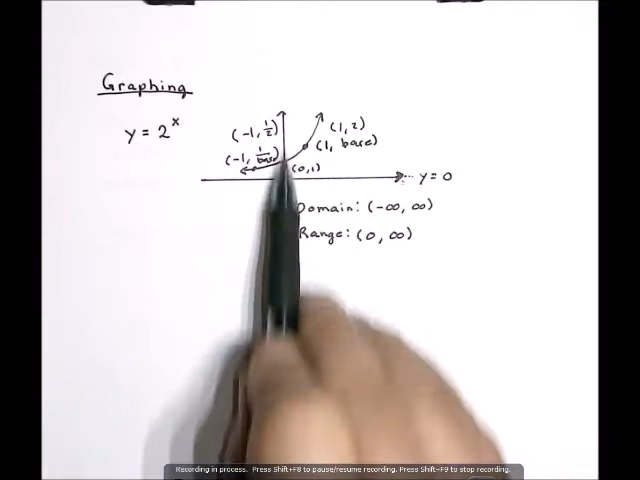 Graphing
y = 2^x
(-1, 1/2)
(1, 2)
(1, base)
(-1, 1/base)
(0,1)
y = 0
Domain: (-∞, ∞)
Range: (0, ∞)
Recording in process. Press Shift+F8 to pause/resume recording. Press Shift+F9 to stop recording.